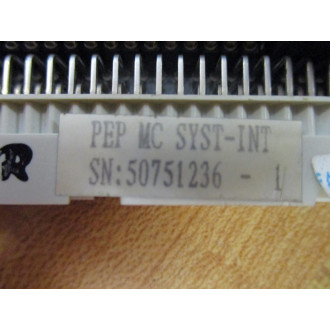 PEP MC SYST-INT
R
SN:50751236 - 1/